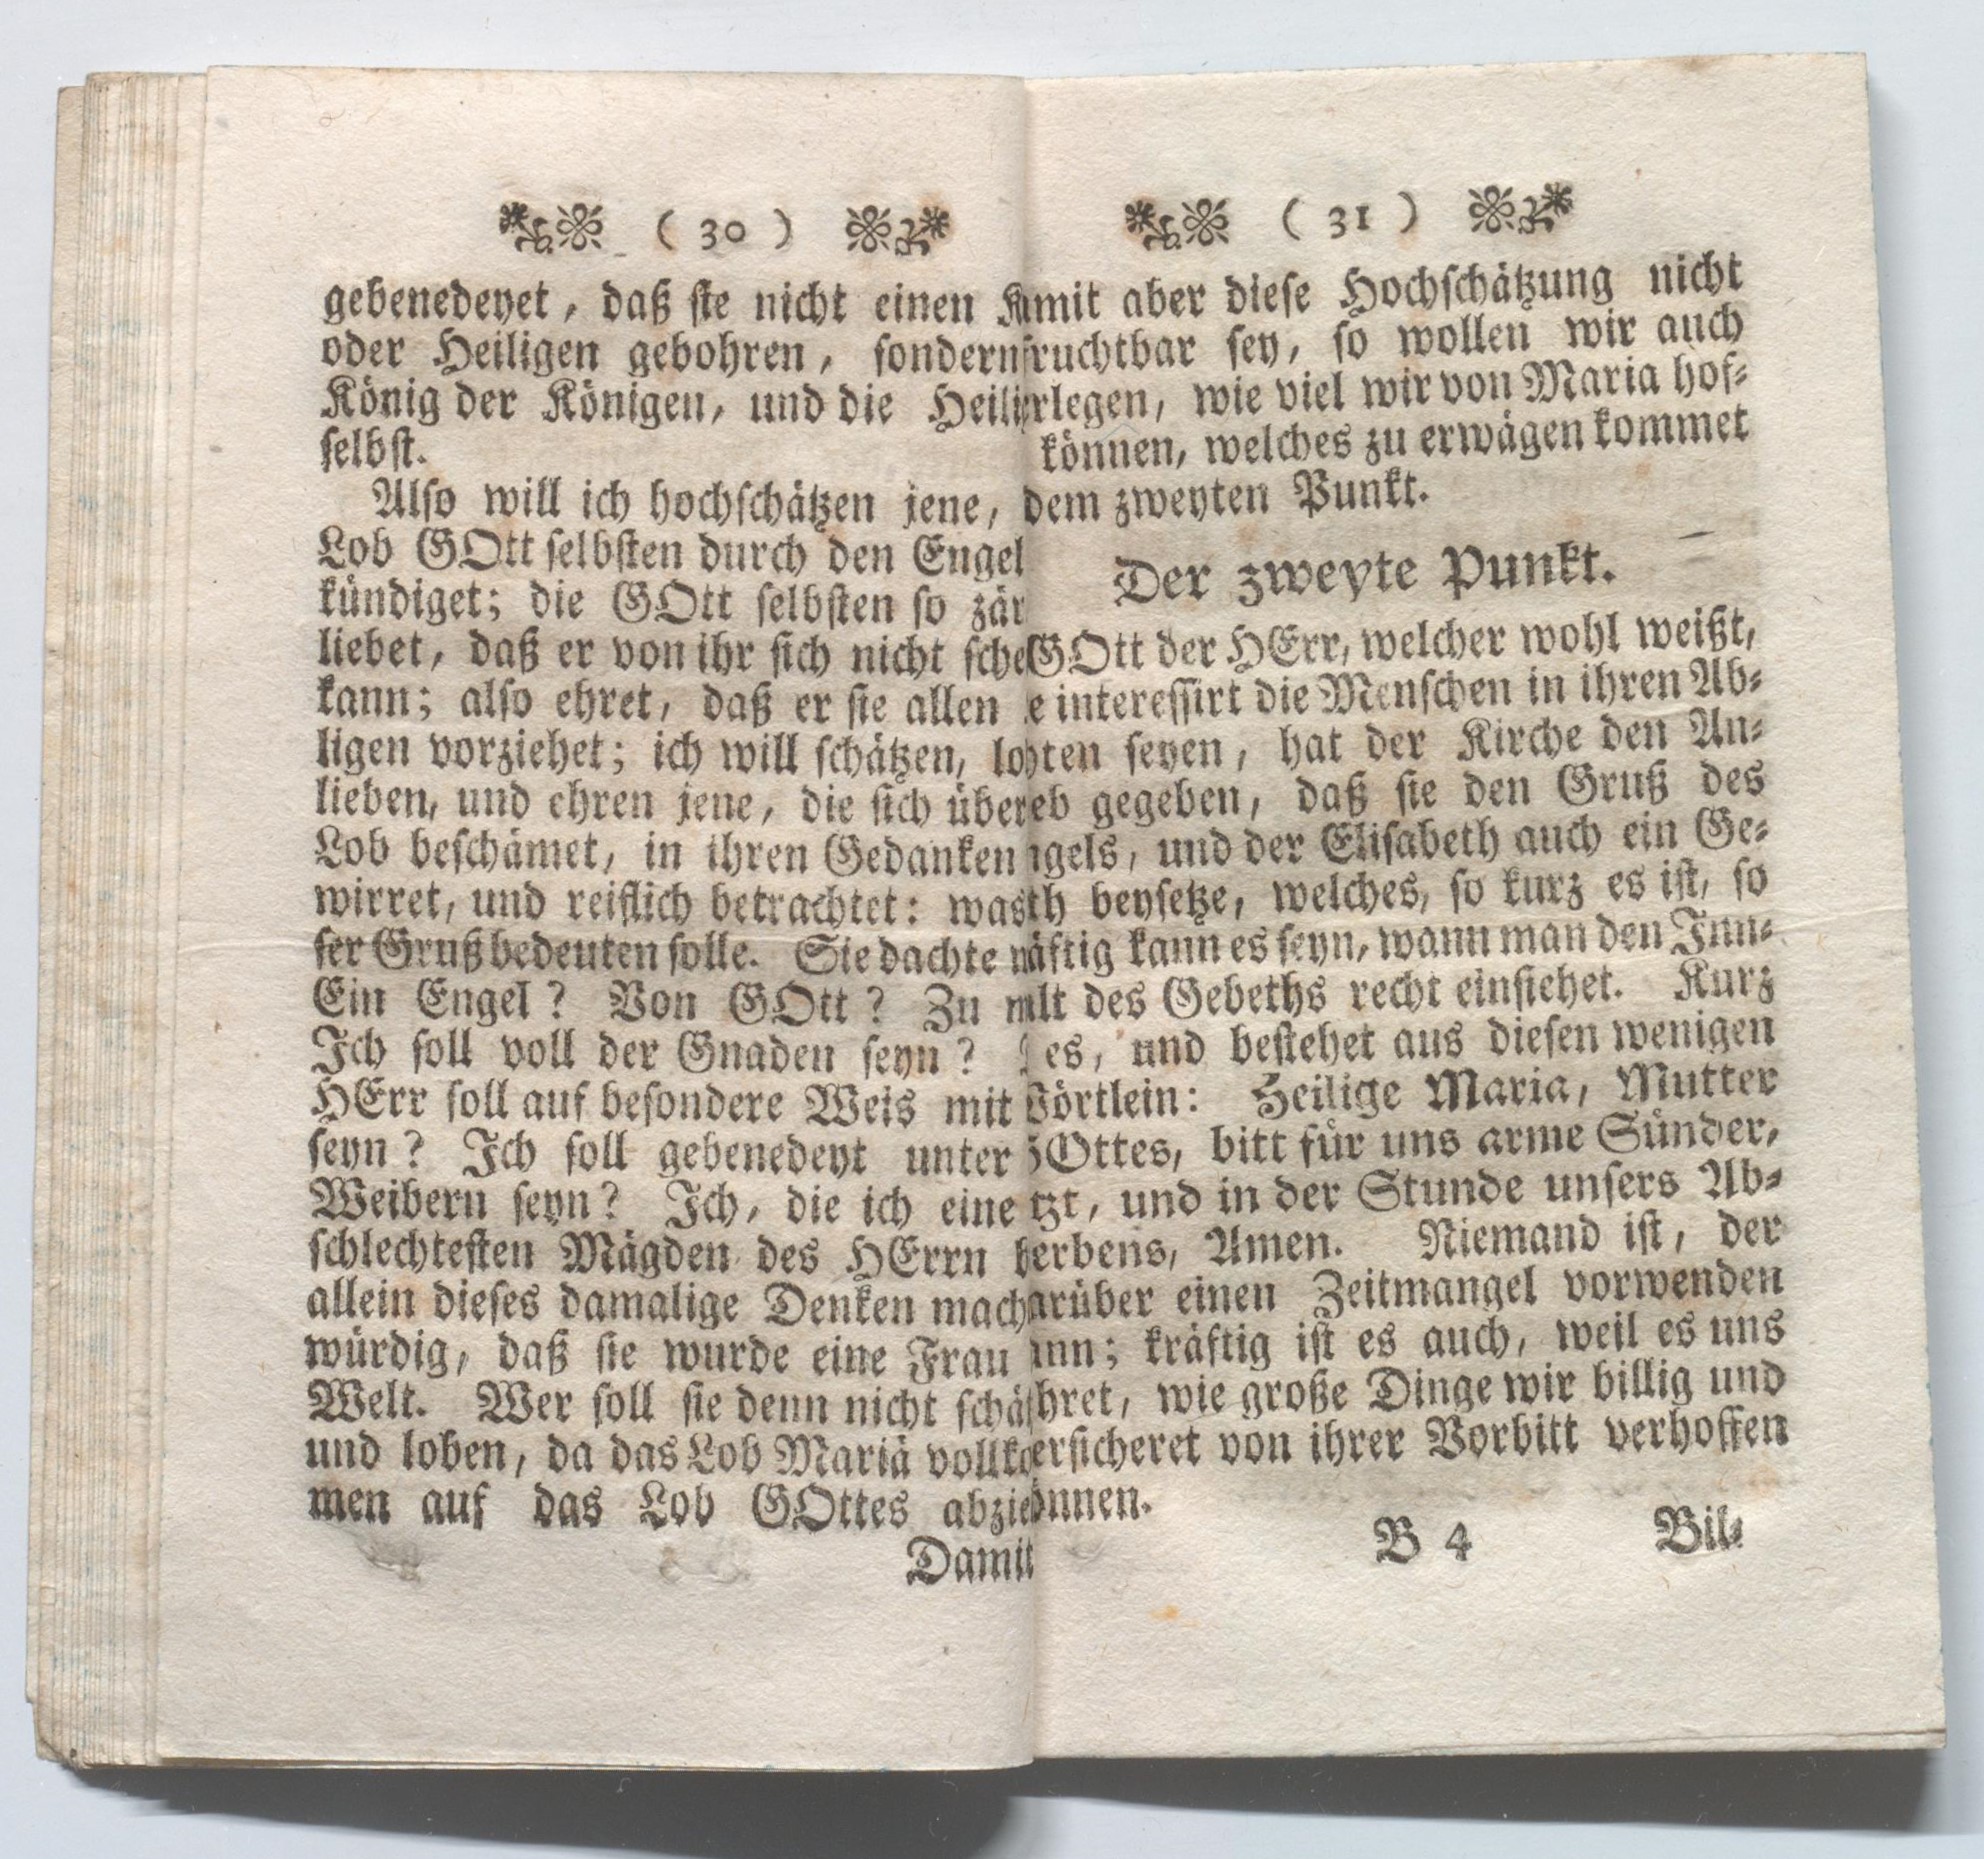 ( 30 )
gebenedeyet, daß sie nicht einen
oder Heiligen gebohren, sondern
König der Königen, und die
selbst.
Also will ich hochschätzen jene,
Lob GOtt selbsten durch den Engel
kündiget; die GOtt selbsten so
liebet, daß er von ihr sich nicht
kann; also ehret, daß er sie allen
ligen vorziehet; ich will schätzen,
lieben, und ehren jene, die sich über
Lob beschämet, in ihren Gedanken
wirret, und reiflich betrachtet: was
ser Gruß bedeuten solle. Sie dachte
Ein Engel? Von GOtt? Zu
Ich soll voll der Gnaden seyn?
HErr soll auf besondere Weis mit
seyn? Ich soll gebenedeyt unter
Weibern seyn? Ich, die ich eine
schlechtesten Mägden des HErrn
allein dieses damalige Denken
würdig, daß sie wurde eine Frau
Welt. Wer soll sie denn nicht
und loben, da das Lob Mariä
men auf das Lob GOttes
Damit
( 31 )
mit aber diese Hochschätzung nicht
fruchtbar sey, so wollen wir auch
wie viel wir von Maria hof-
können, welches zu erwägen kommet
dem zweyten Punkt.
Der zweyte Punkt.
GOtt der HErr, welcher wohl weißt,
interessirt die Menschen in ihren Ab-
seyen, hat der Kirche den An-
gegeben, daß sie den Gruß des
und der Elisabeth auch ein Ge-
beysetze, welches, so kurz es ist, so
kann es seyn, wann man den Inn-
des Gebeths recht einsiehet. Kurz
es, und bestehet aus diesen wenigen
Wörtlein: Heilige Maria, Mutter
GOttes, bitt für uns arme Sünder,
und in der Stunde unsers Ab-
Amen. Niemand ist, der
einen Zeitmangel vorwenden
kräftig ist es auch, weil es uns
wie große Dinge wir billig und
von ihrer Vorbitt verhoffen
können.
B 4 Bil-